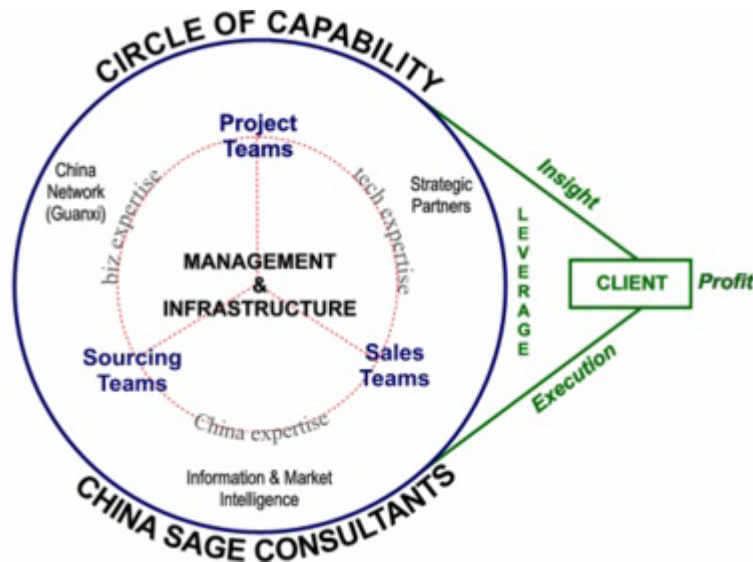 CIRCLE OF CAPABILITY
Project
Teams
China
Network
(Guanxi)
biz expertise
tech expertise
Strategic
Partners
MANAGEMENT
&
INFRASTRUCTURE
Sourcing
Teams
Sales
Teams
China expertise
Information & Market
Intelligence
CHINA SAGE CONSULTANTS
Insight
LEVERAGE
CLIENT
Profit
Execution